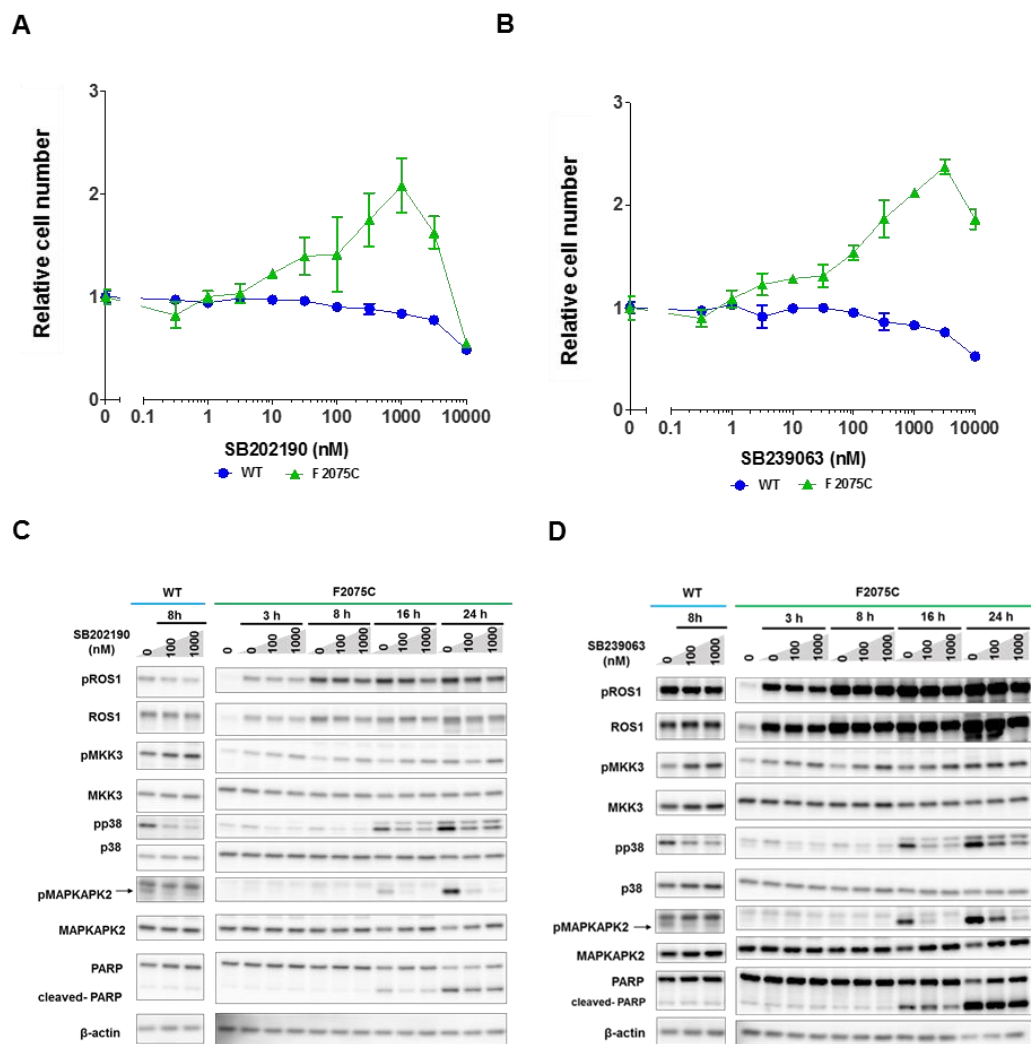 A
B
Relative cell number
3
2
1
0
0 0.1 1 10 100 1000 10000
SB202190 (nM)
WT F2075C
Relative cell number
3
2
1
0
0 0.1 1 10 100 1000 10000
SB239063 (nM)
WT F2075C
C
WT F2075C
8h 3 h 8 h 16 h 24 h
SB202190
(nM)
0 100 1000 0 0 100 1000 0 100 1000 0 100 1000 0 100 1000
pROS1
ROS1
pMKK3
MKK3
pp38
p38
pMAPKAPK2
MAPKAPK2
PARP
cleaved- PARP
β-actin
D
WT F2075C
8h 3 h 8 h 16 h 24 h
SB239063
(nM)
0 100 1000 0 0 100 1000 0 100 1000 0 100 1000 0 100 1000
pROS1
ROS1
pMKK3
MKK3
pp38
p38
pMAPKAPK2
MAPKAPK2
PARP
cleaved- PARP
β-actin